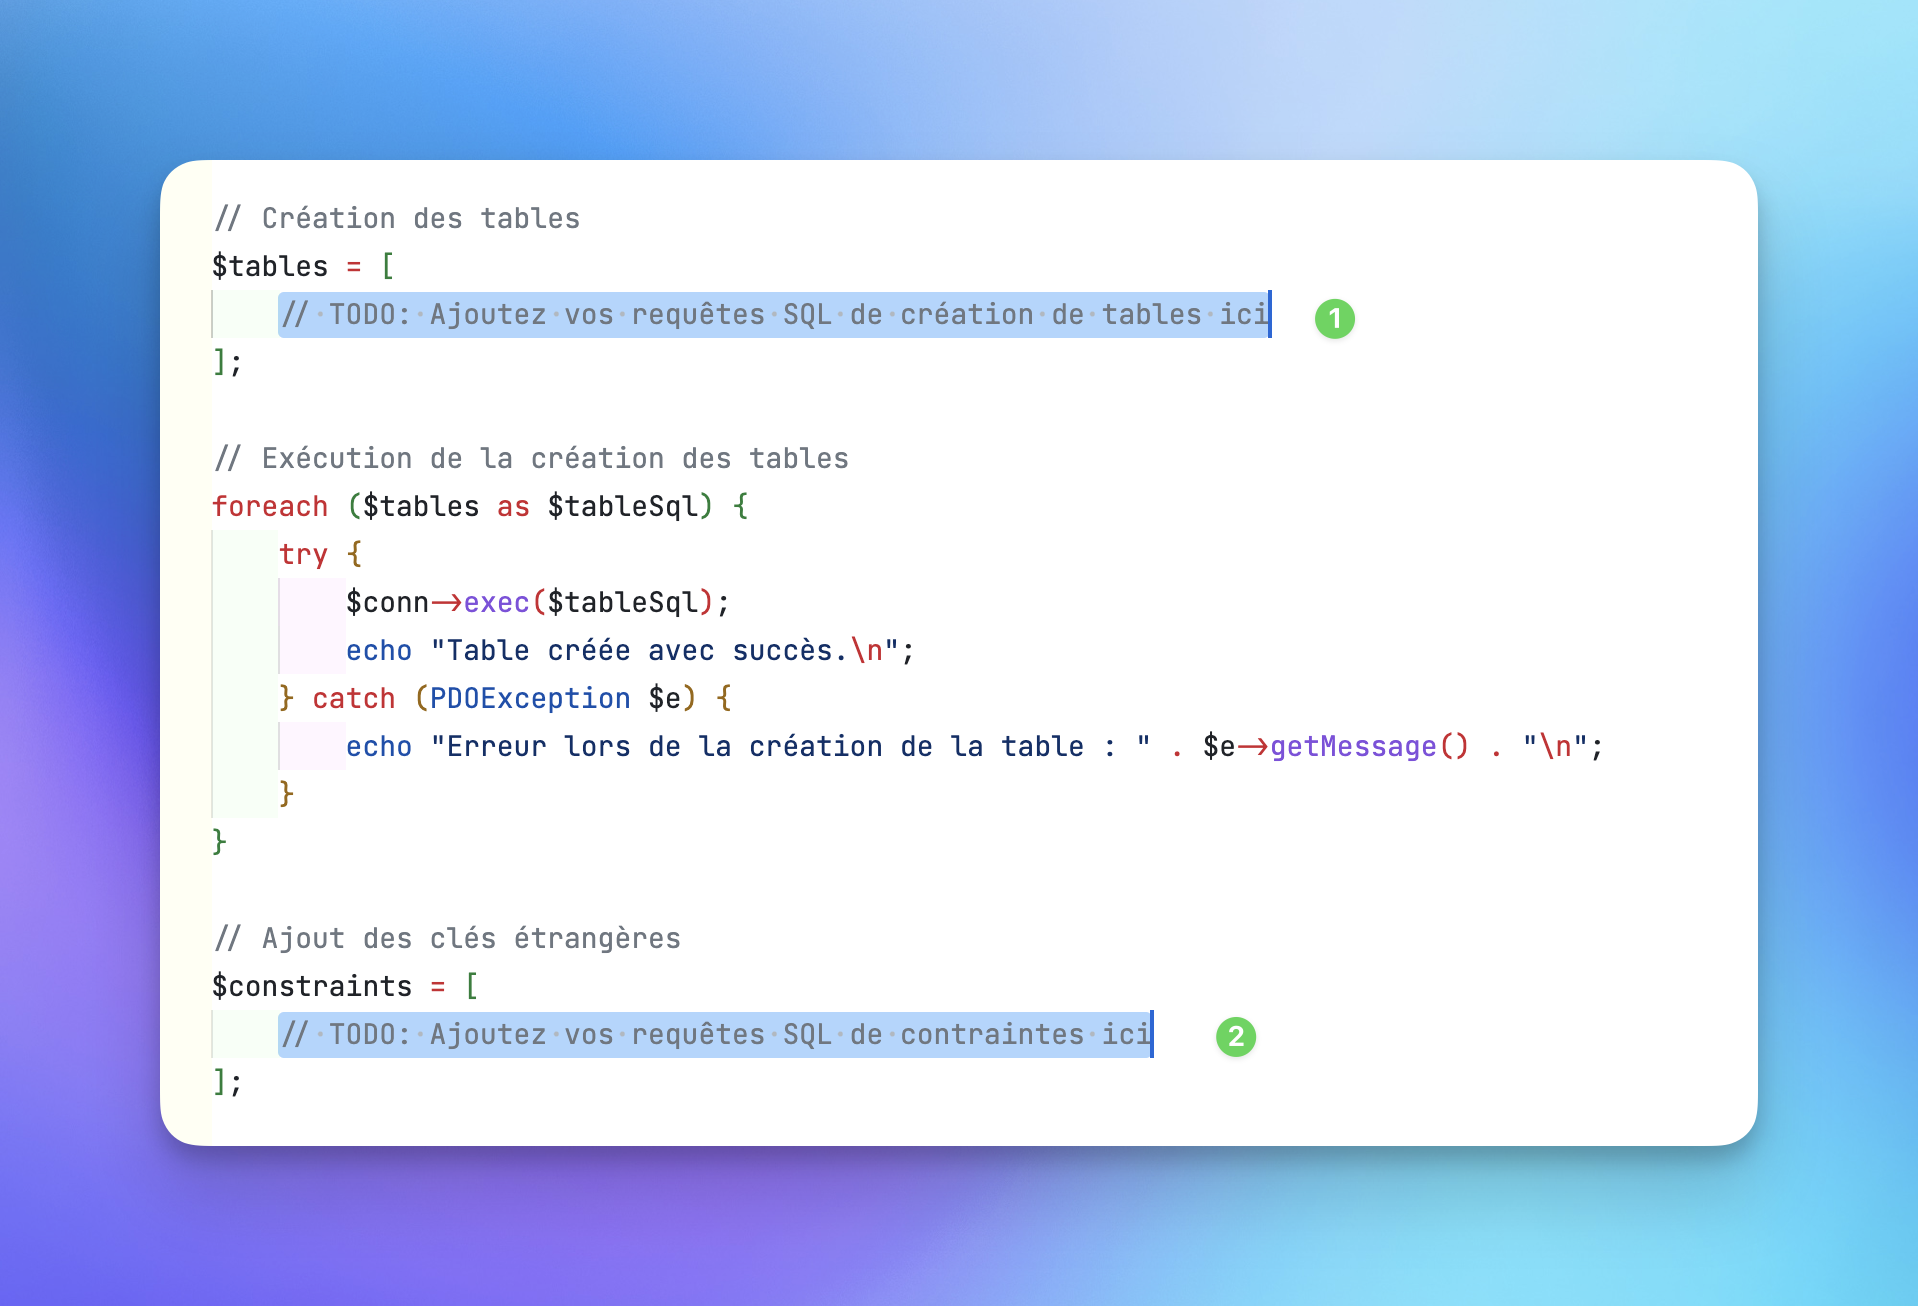 // Création des tables
$tables = [
// TODO: Ajoutez vos requêtes SQL de création de tables ici
1
];
// Exécution de la création des tables
foreach ($tables as $tableSql) {
try {
$conn->exec($tableSql);
echo "Table créée avec succès.\n";
} catch (PDOException $e) {
echo "Erreur lors de la création de la table : " . $e->getMessage() . "\n";
}
}
// Ajout des clés étrangères
$constraints = [
// TODO: Ajoutez vos requêtes SQL de contraintes ici
2
];